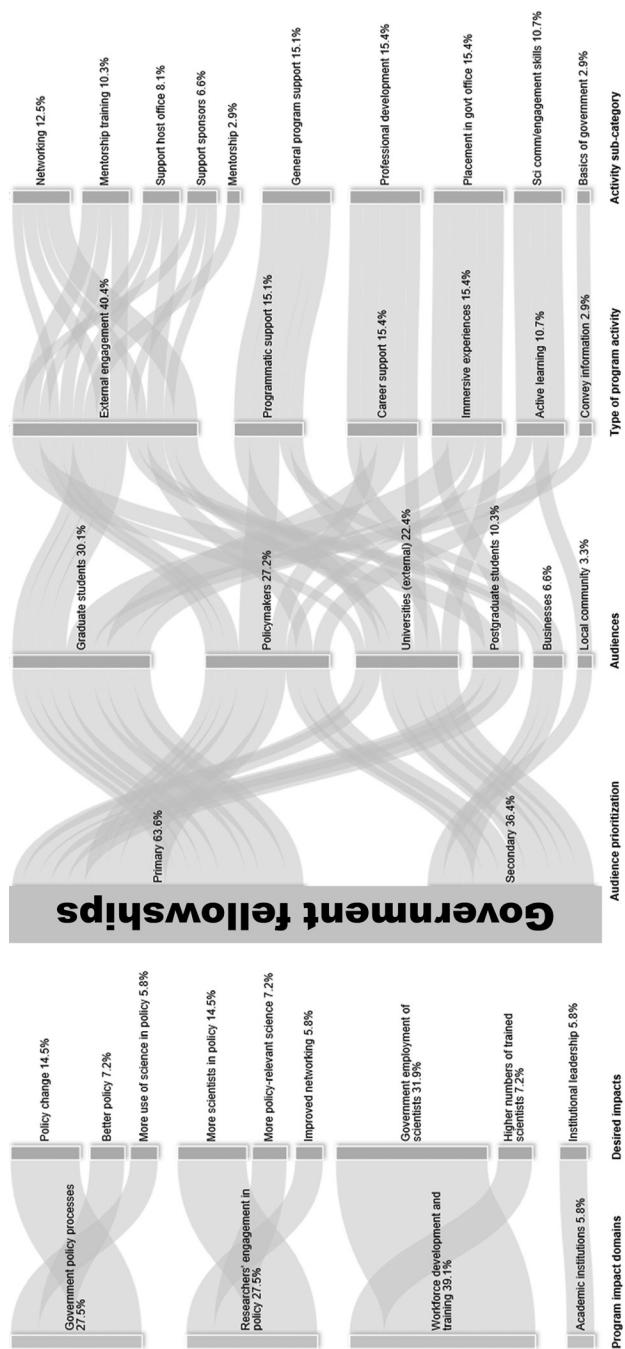 Government fellowships
Primary 63.6%
Secondary 36.4%
Audience prioritization
Graduate students 30.1%
Policymakers 27.2%
Universities (external) 22.4%
Postgraduate students 10.3%
Businesses 6.6%
Local community 3.3%
Audiences
External engagement 40.4%
Programmatic support 15.1%
Career support 15.4%
Immersive experiences 15.4%
Active learning 10.7%
Convey information 2.9%
Type of program activity
Networking 12.5%
Mentorship training 10.3%
Support host office 8.1%
Support sponsors 6.6%
Mentorship 2.9%
General program support 15.1%
Professional development 15.4%
Placement in govt office 15.4%
Sci comm/engagement skills 10.7%
Basics of government 2.9%
Activity sub-category
Government policy processes
27.5%
Researchers' engagement in
policy 27.5%
Workforce development and
training 39.1%
Academic institutions 5.8%
Program impact domains
Policy change 14.5%
Better policy 7.2%
More use of science in policy 5.8%
More scientists in policy 14.5%
More policy-relevant science 7.2%
Improved networking 5.8%
Government employment of
scientists 31.9%
Higher numbers of trained
scientists 7.2%
Institutional leadership 5.8%
Desired impacts